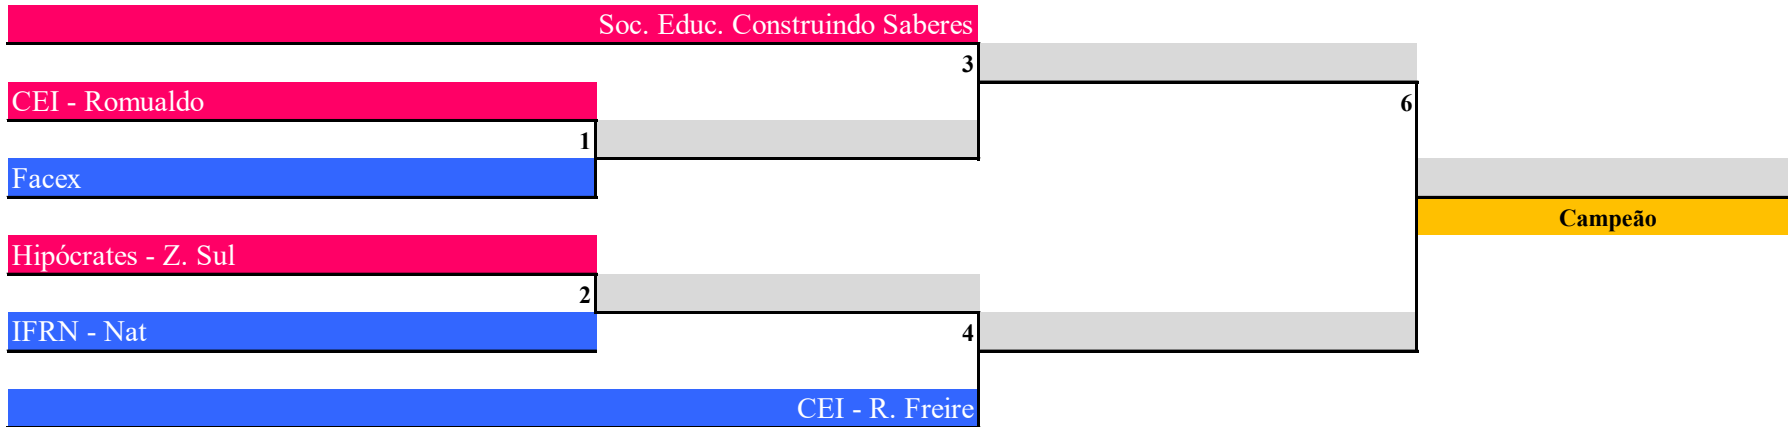 Soc. Educ. Construindo Saberes
3
CEI - Romualdo
6
1
Facex
Campeão
Hipócrates - Z. Sul
2
IFRN - Nat
4
CEI - R. Freire